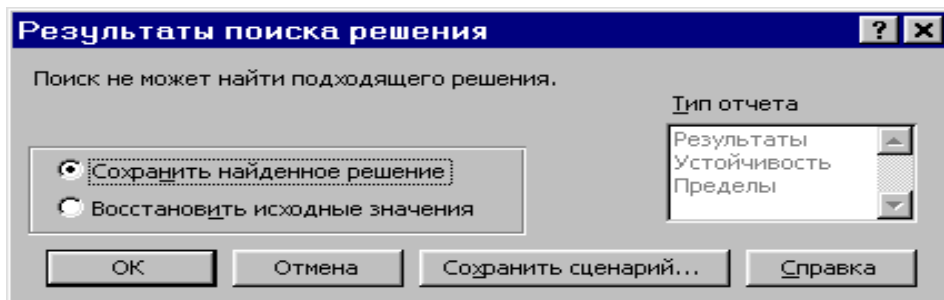 Результаты поиска решения
?
Поиск не может найти подходящего решения.
Тип отчета
Результаты
Устойчивость
Пределы
Сохранить найденное решение
Восстановить исходные значения
ОК
Отмена
Сохранить сценарий...
Справка